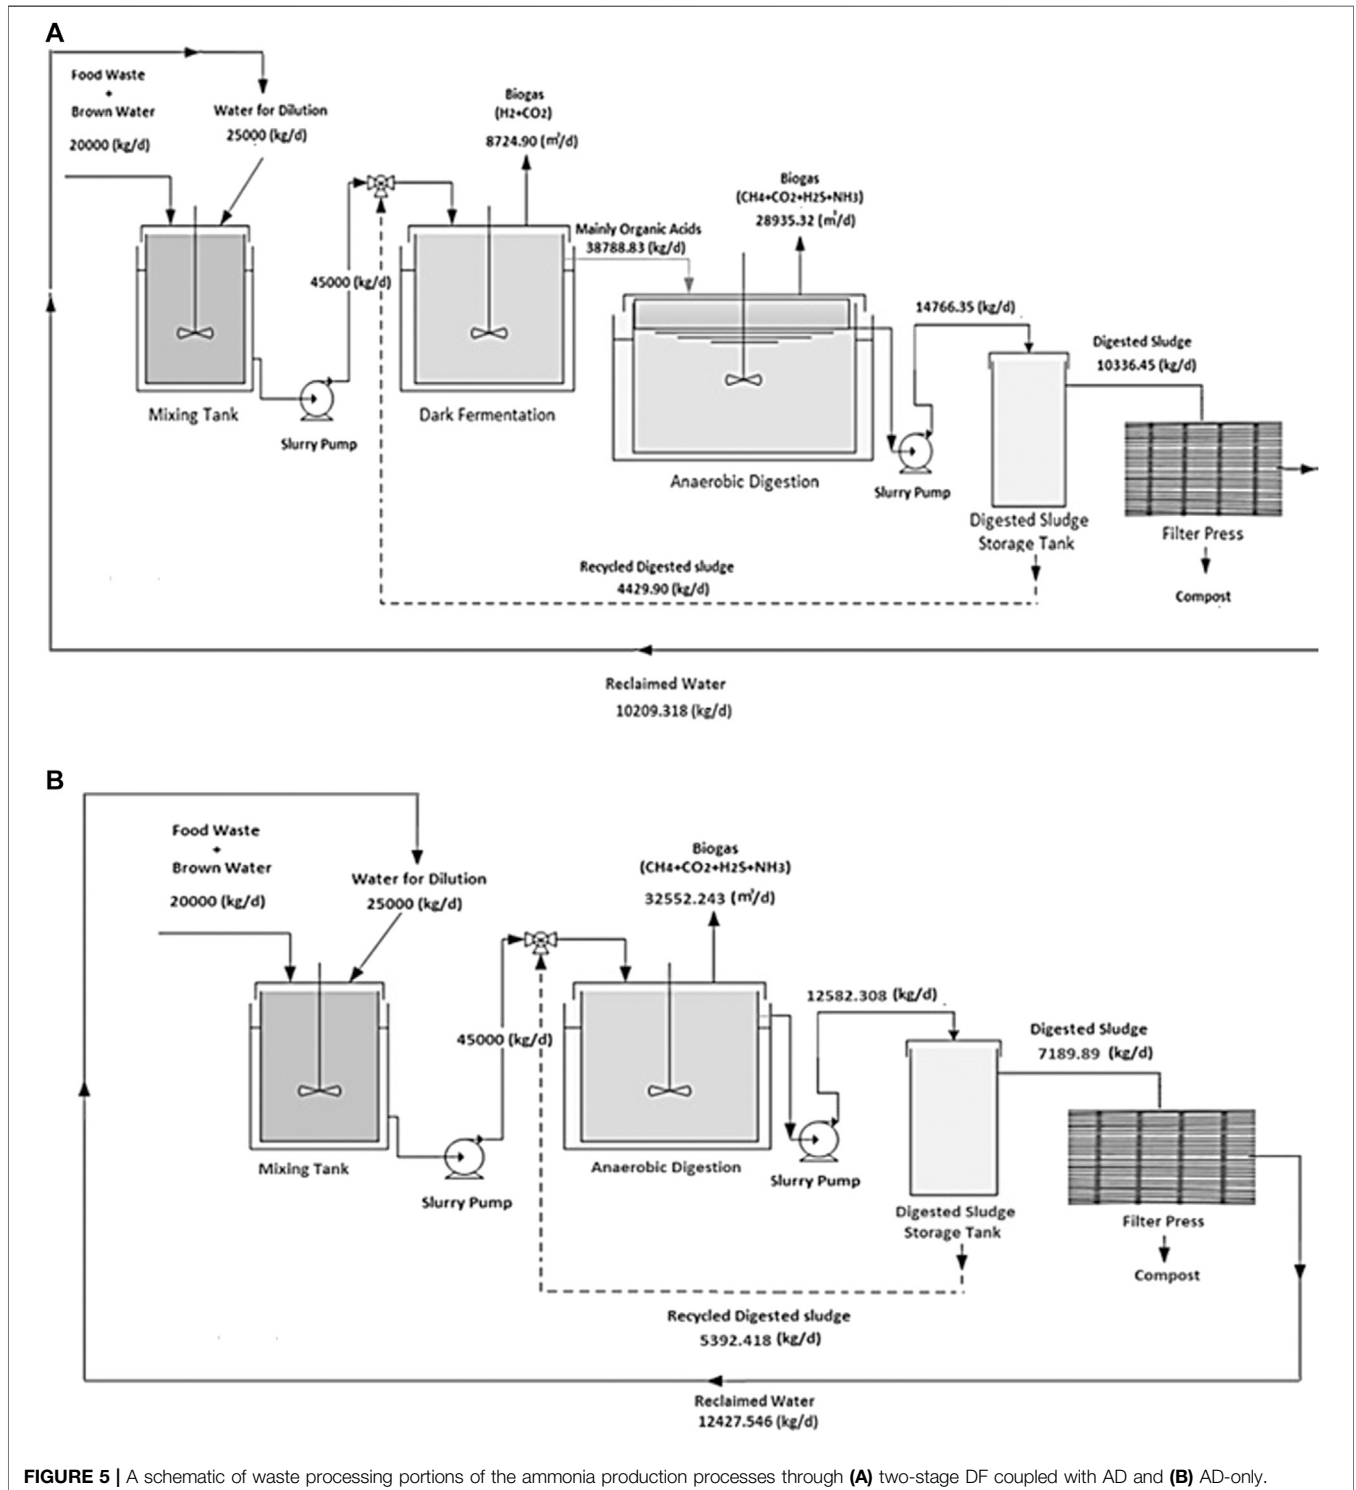 A
Food Waste
+
Brown Water
20000 (kg/d)
Water for Dilution
25000 (kg/d)
Biogas
(H2+CO2)
8724.90 (m³/d)
45000 (kg/d)
Mainly Organic Acids
38788.83 (kg/d)
Biogas
(CH4+CO2+H2S+NH3)
28935.32 (m³/d)
14766.35 (kg/d)
Digested Sludge
10336.45 (kg/d)
Mixing Tank
Slurry Pump
Dark Fermentation
Anaerobic Digestion
Slurry Pump
Digested Sludge
Storage Tank
Filter Press
Compost
Recycled Digested sludge
4429.90 (kg/d)
Reclaimed Water
10209.318 (kg/d)
B
Food Waste
+
Brown Water
20000 (kg/d)
Water for Dilution
25000 (kg/d)
Biogas
(CH4+CO2+H2S+NH3)
32552.243 (m³/d)
45000 (kg/d)
12582.308 (kg/d)
Digested Sludge
7189.89 (kg/d)
Mixing Tank
Slurry Pump
Anaerobic Digestion
Slurry Pump
Digested Sludge
Storage Tank
Filter Press
Compost
Recycled Digested sludge
5392.418 (kg/d)
Reclaimed Water
12427.546 (kg/d)
FIGURE 5 | A schematic of waste processing portions of the ammonia production processes through (A) two-stage DF coupled with AD and (B) AD-only.